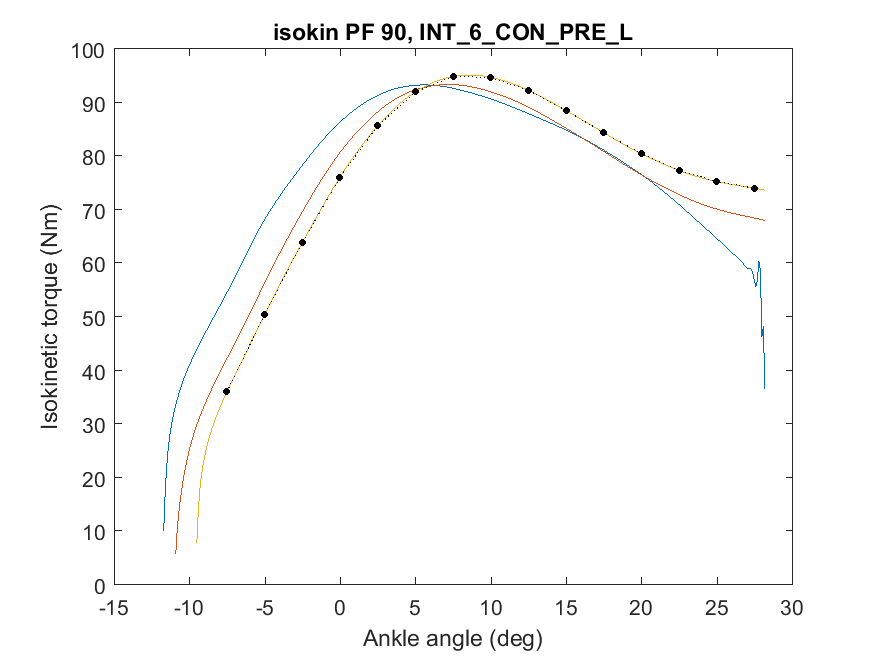 isokin PF 90, INT_6_CON_PRE_L
100
90
80
70
60
50
40
30
20
10
0
-15 -10 -5 0 5 10 15 20 25 30
Isokinetic torque (Nm)
Ankle angle (deg)